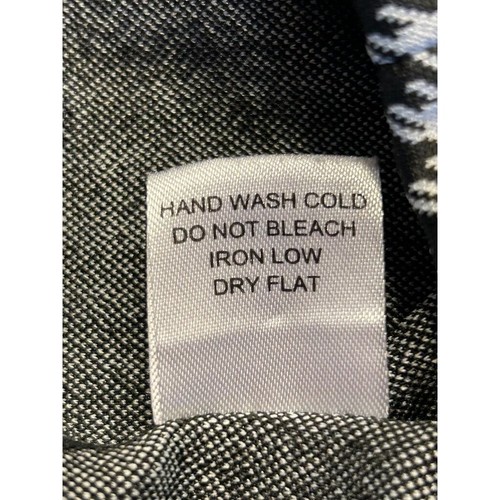 HAND WASH COLD
DO NOT BLEACH
IRON LOW
DRY FLAT